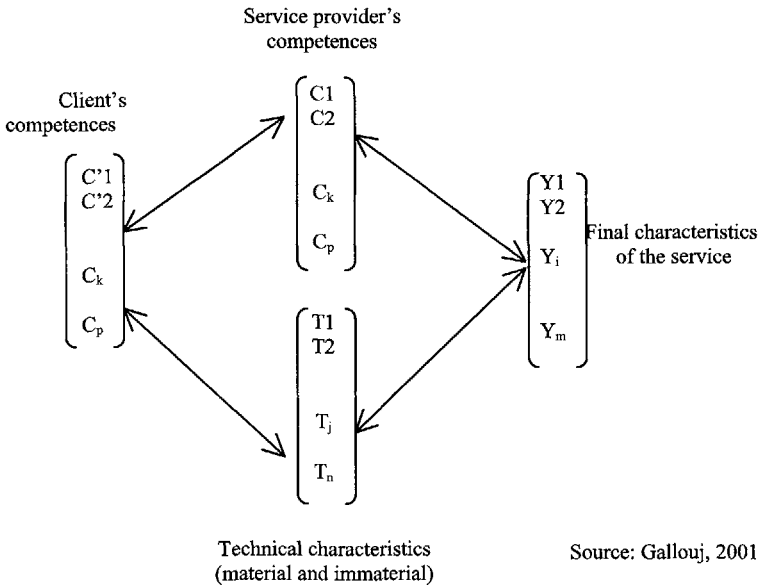 Service provider's
competences
C1
C2
Ck
Cp
Client's
competences
C'1
C'2
Ck
Cp
Y1
Y2
Yi
Ym
Final characteristics
of the service
T1
T2
Tj
Tn
Technical characteristics
(material and immaterial)
Source: Gallouj, 2001